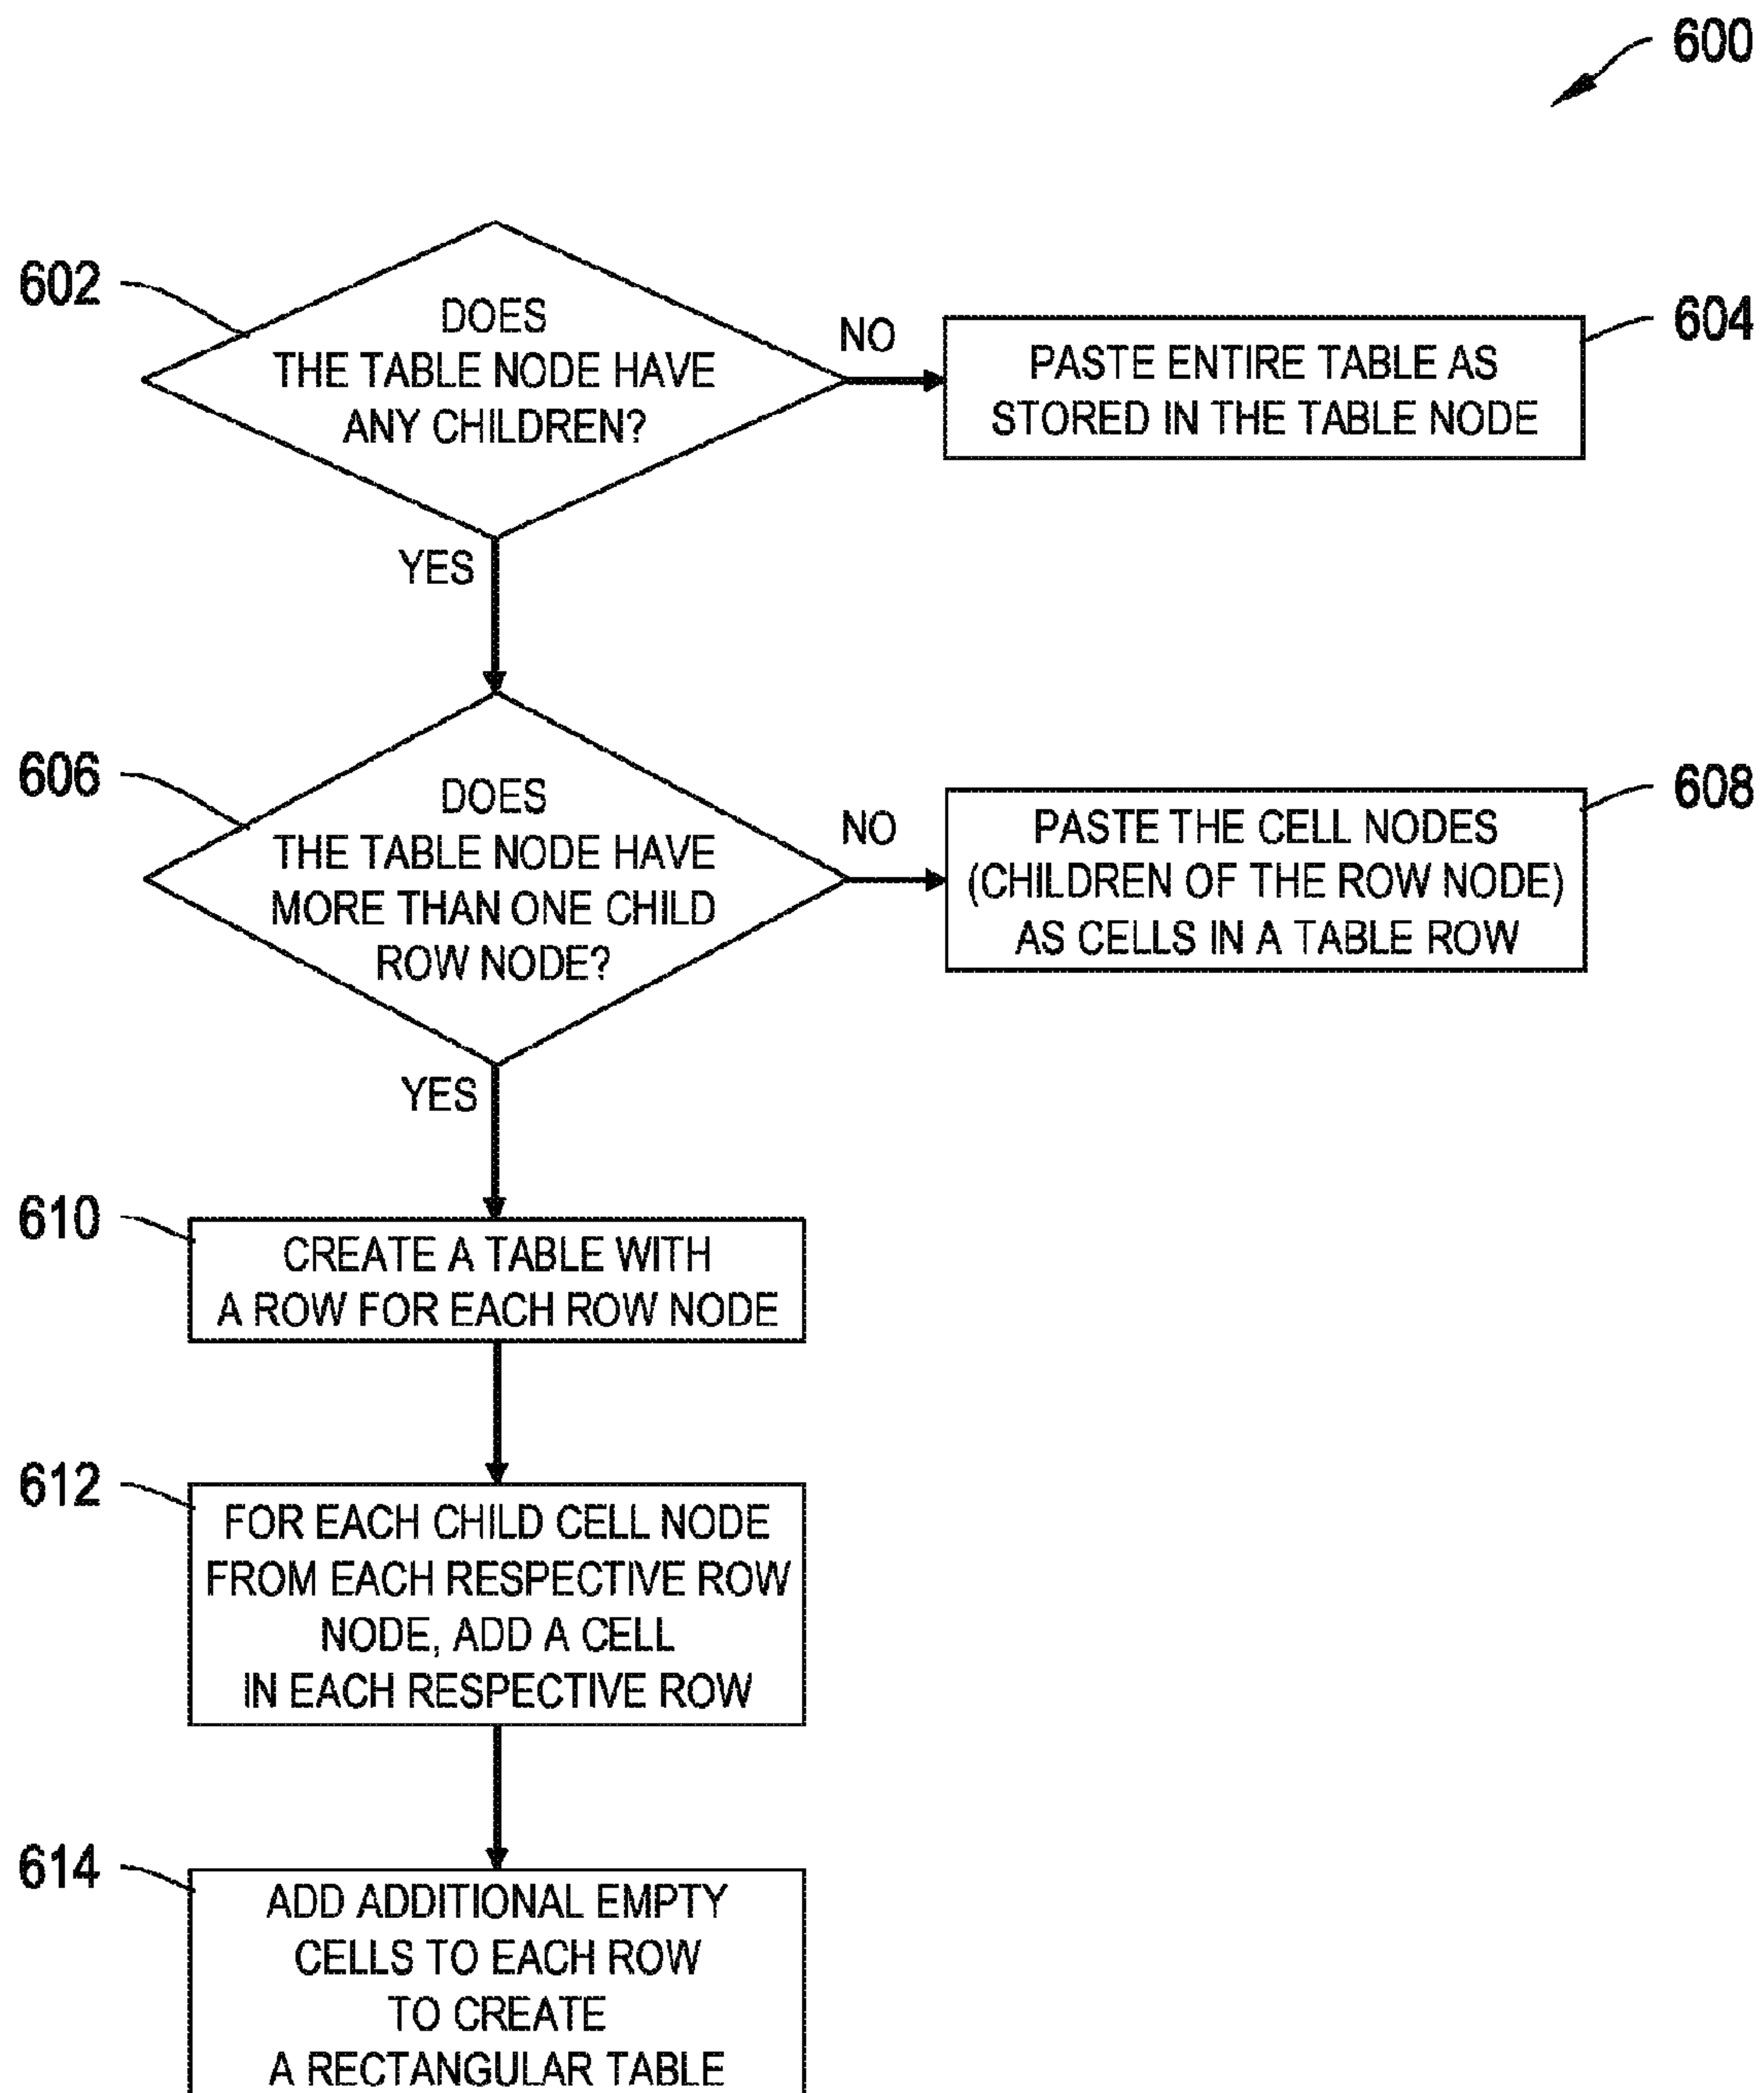 600
602
DOES
THE TABLE NODE HAVE
ANY CHILDREN?
NO
604
PASTE ENTIRE TABLE AS
STORED IN THE TABLE NODE
YES
606
DOES
THE TABLE NODE HAVE
MORE THAN ONE CHILD
ROW NODE?
NO
608
PASTE THE CELL NODES
(CHILDREN OF THE ROW NODE)
AS CELLS IN A TABLE ROW
YES
610
CREATE A TABLE WITH
A ROW FOR EACH ROW NODE
612
FOR EACH CHILD CELL NODE
FROM EACH RESPECTIVE ROW
NODE, ADD A CELL
IN EACH RESPECTIVE ROW
614
ADD ADDITIONAL EMPTY
CELLS TO EACH ROW
TO CREATE
A RECTANGULAR TABLE